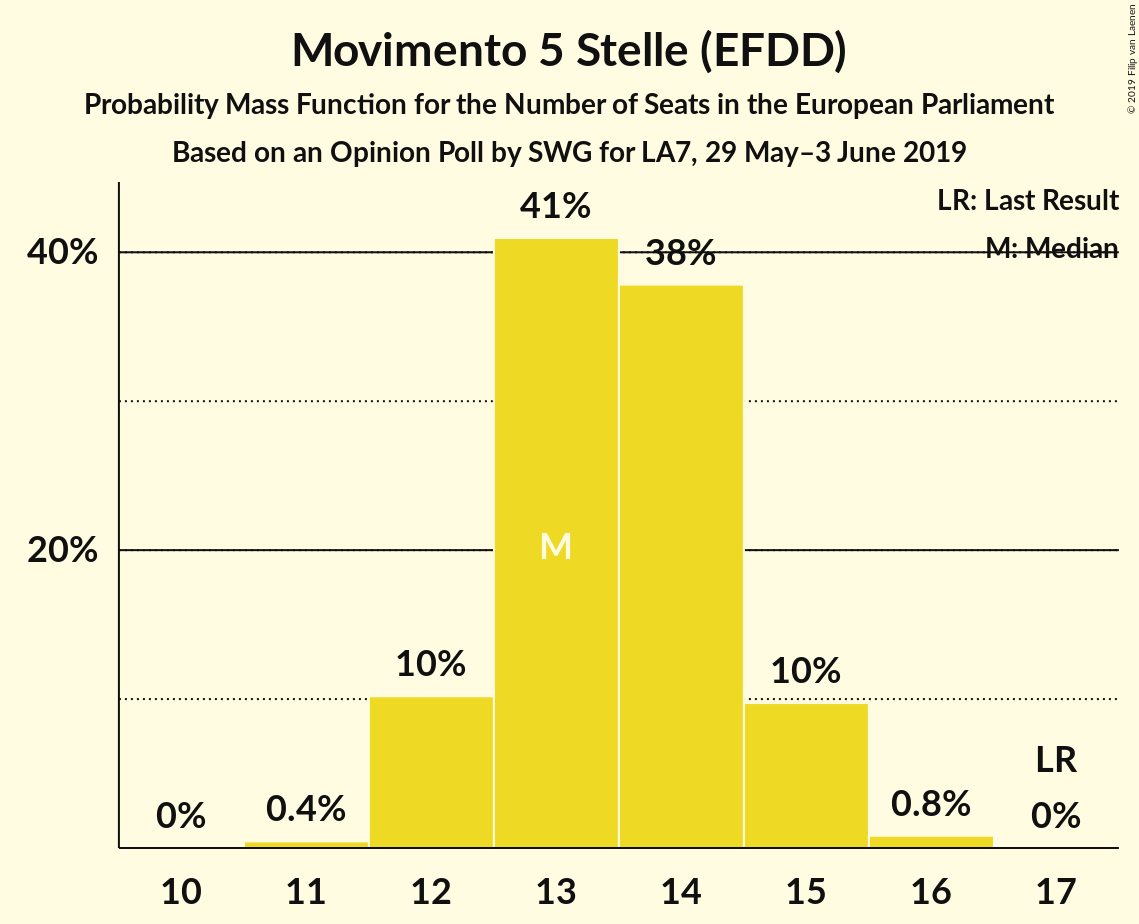 Movimento 5 Stelle (EFDD)
Probability Mass Function for the Number of Seats in the European Parliament
Based on an Opinion Poll by SWG for LA7, 29 May–3 June 2019
© 2019 Filip van Laenen
LR: Last Result
M: Median
40%
20%
0%
0.4%
10%
41%
38%
10%
0.8%
LR
0%
M
10
11
12
13
14
15
16
17